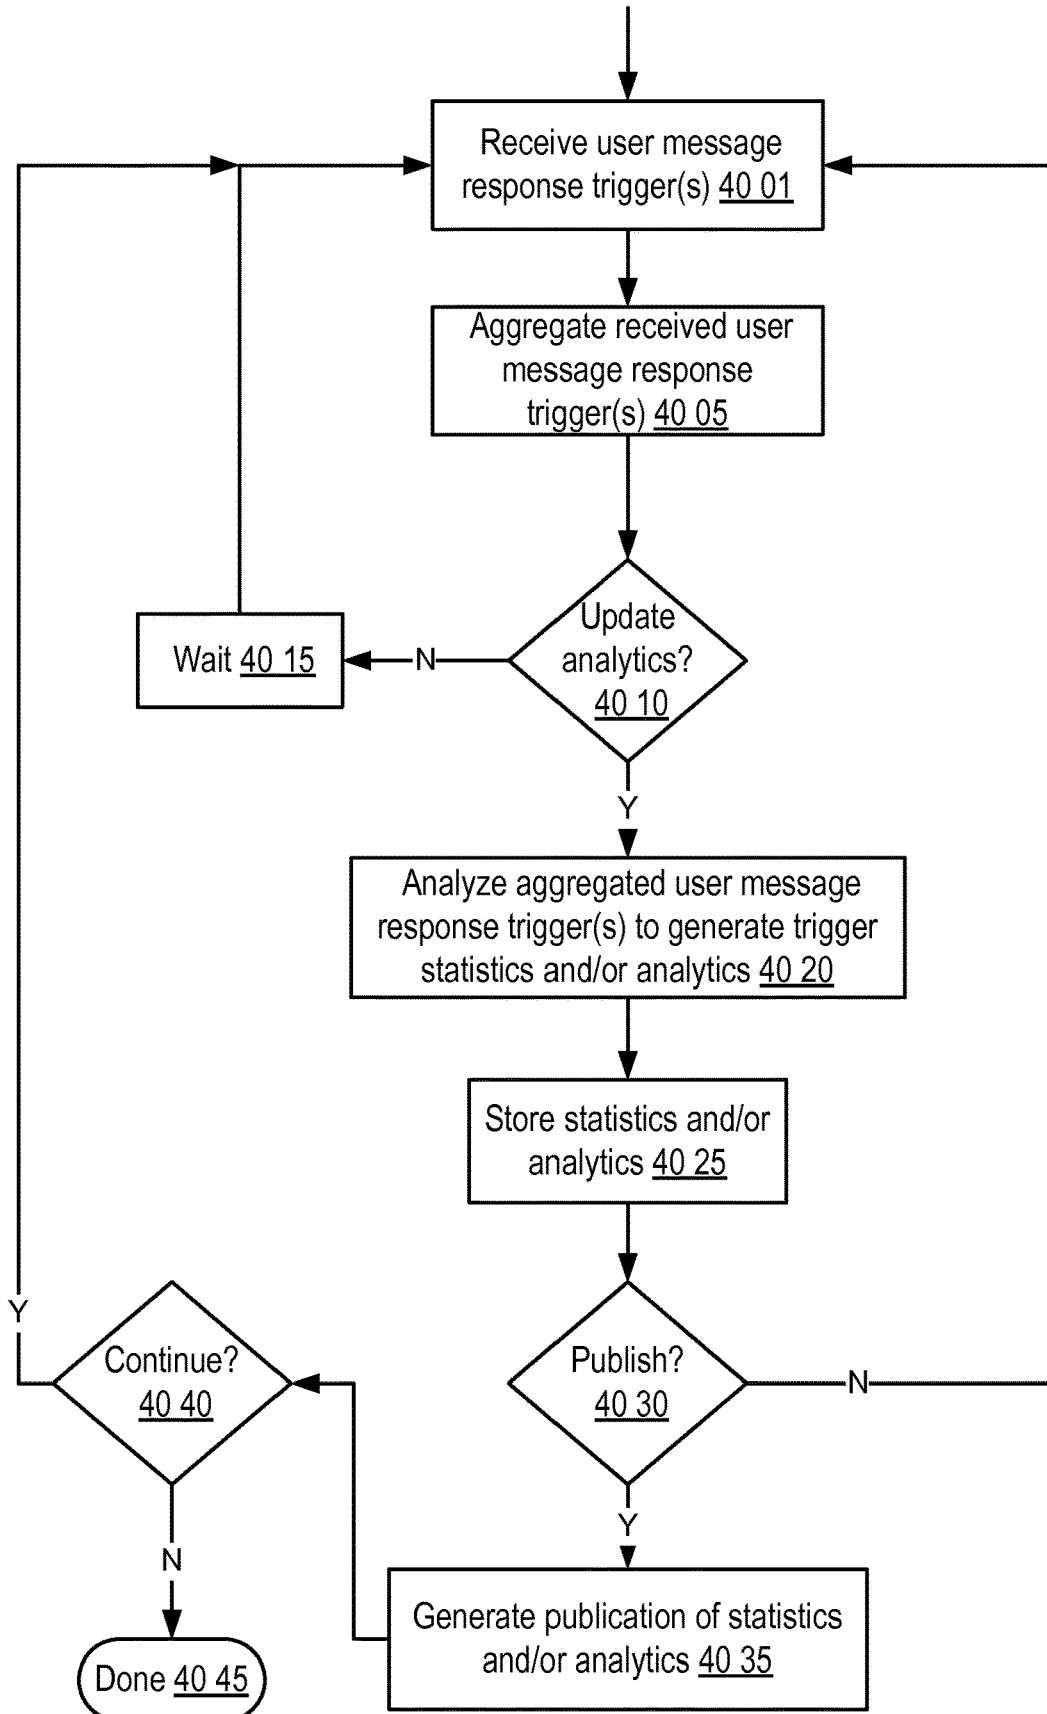 Receive user message
response trigger(s) 40 01
Aggregate received user
message response
trigger(s) 40 05
Update
analytics?
40 10
N
Wait 40 15
Y
Analyze aggregated user message
response trigger(s) to generate trigger
statistics and/or analytics 40 20
Store statistics and/or
analytics 40 25
Publish?
40 30
N
Y
Generate publication of statistics
and/or analytics 40 35
Continue?
40 40
Y
N
Done 40 45